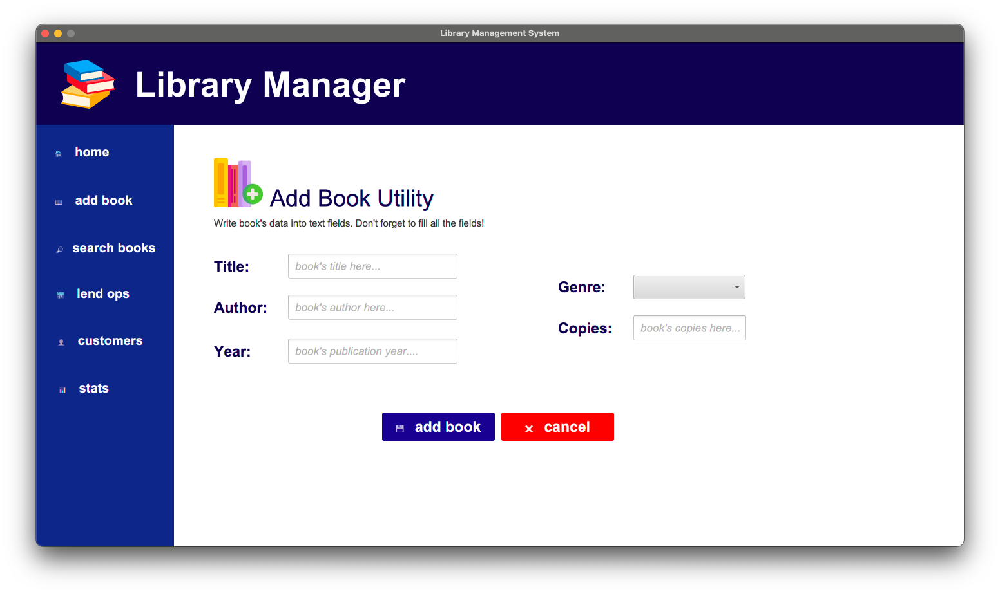 Library Management System
Library Manager
home
add book
search books
lend ops
customers
stats
Add Book Utility
Write book's data into text fields. Don't forget to fill all the fields!
Title: book's title here...
Author: book's author here...
Year: book's publication year....
Genre:
Copies: book's copies here...
add book
cancel